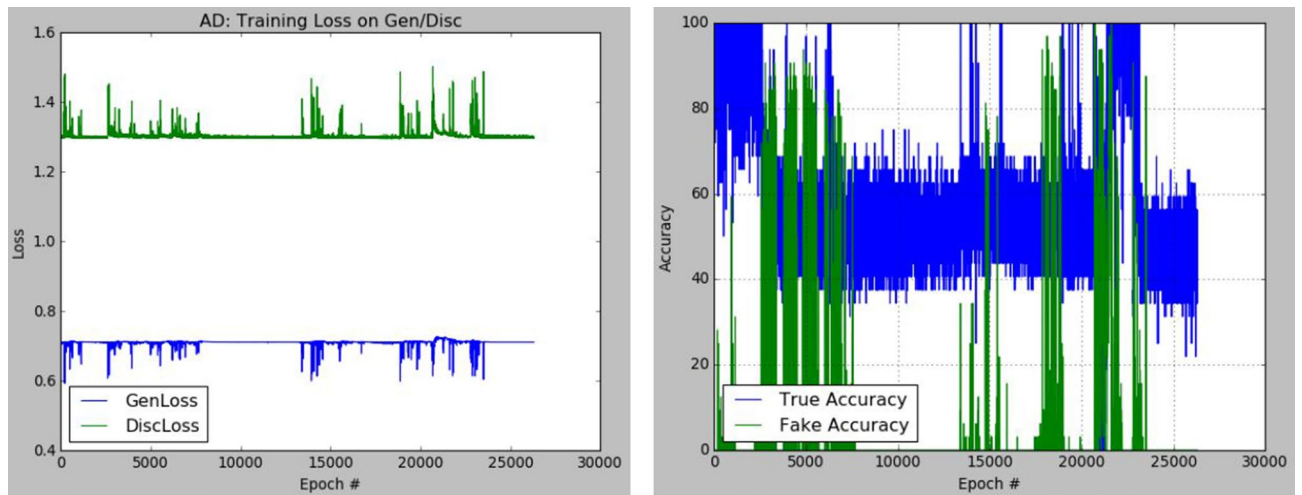 AD: Training Loss on Gen/Disc
1.6
1.4
1.2
1.0
0.8
0.6
0.4
Loss
GenLoss
DiscLoss
0 5000 10000 15000 20000 25000 30000
Epoch #
100
80
60
40
20
0
Accuracy
True Accuracy
Fake Accuracy
0 5000 10000 15000 20000 25000 30000
Epoch #